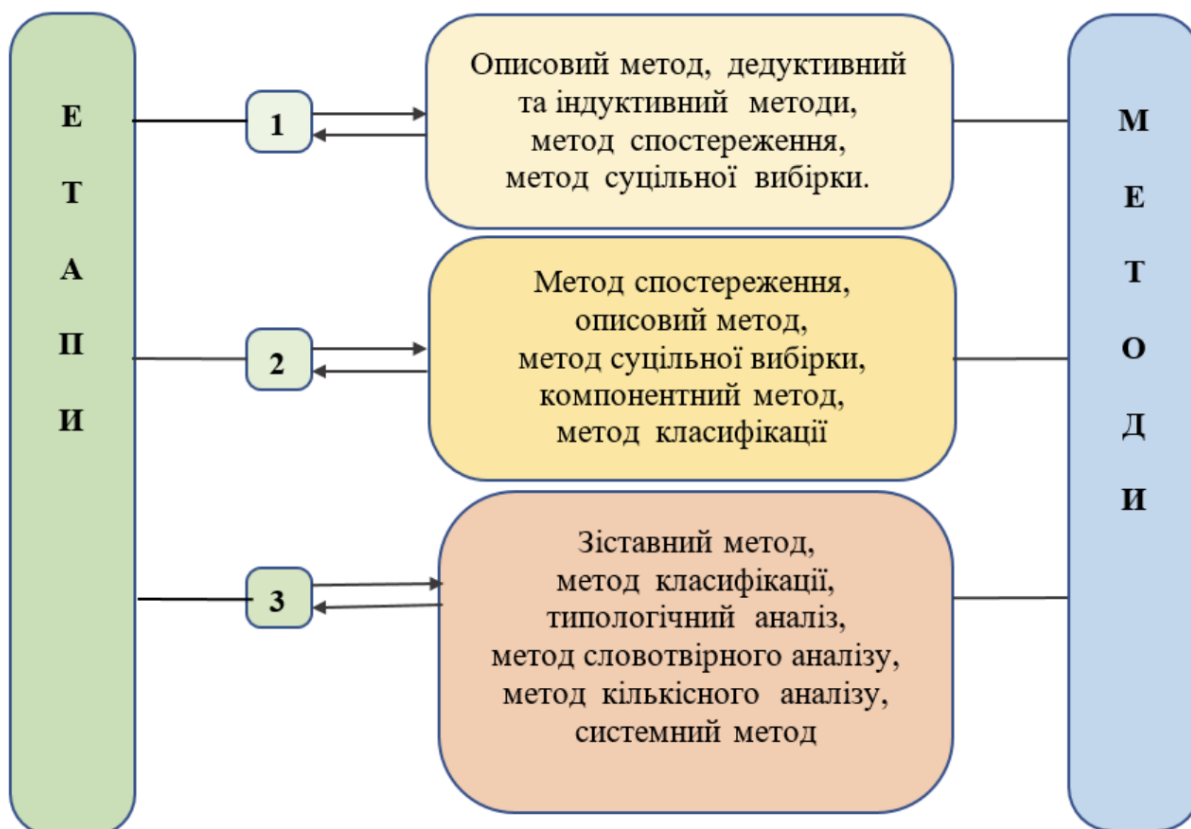 ЕТАПИ
1
Описовий метод, дедуктивний
та індуктивний методи,
метод спостереження,
метод суцільної вибірки.
2
Метод спостереження,
описовий метод,
метод суцільної вибірки,
компонентний метод,
метод класифікації
3
Зіставний метод,
метод класифікації,
типологічний аналіз,
метод словотвірного аналізу,
метод кількісного аналізу,
системний метод
МЕТОДИ